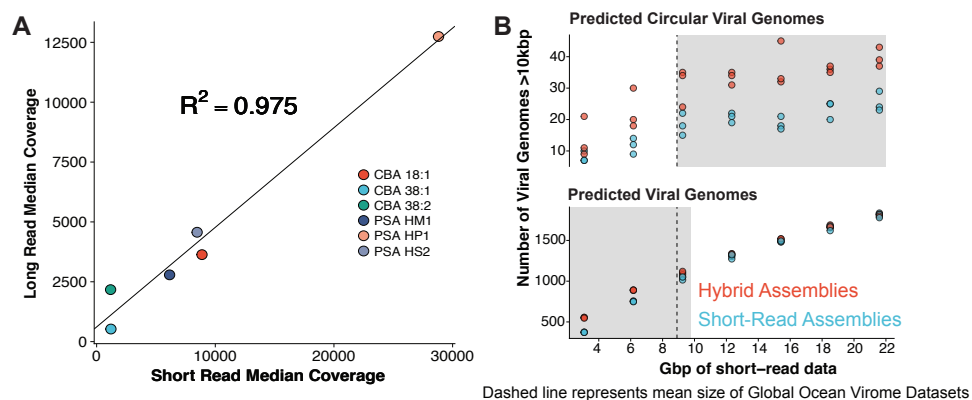 A
Long Read Median Coverage
12500
10000
7500
5000
2500
0
R² = 0.975
CBA 18:1
CBA 38:1
CBA 38:2
PSA HM1
PSA HP1
PSA HS2
0 10000 20000 30000
Short Read Median Coverage
B
Predicted Circular Viral Genomes
Number of Viral Genomes >10kbp
40
30
20
10
Predicted Viral Genomes
1500
1000
500
Hybrid Assemblies
Short-Read Assemblies
4 6 8 10 12 14 16 18 20 22
Gbp of short−read data
Dashed line represents mean size of Global Ocean Virome Datasets